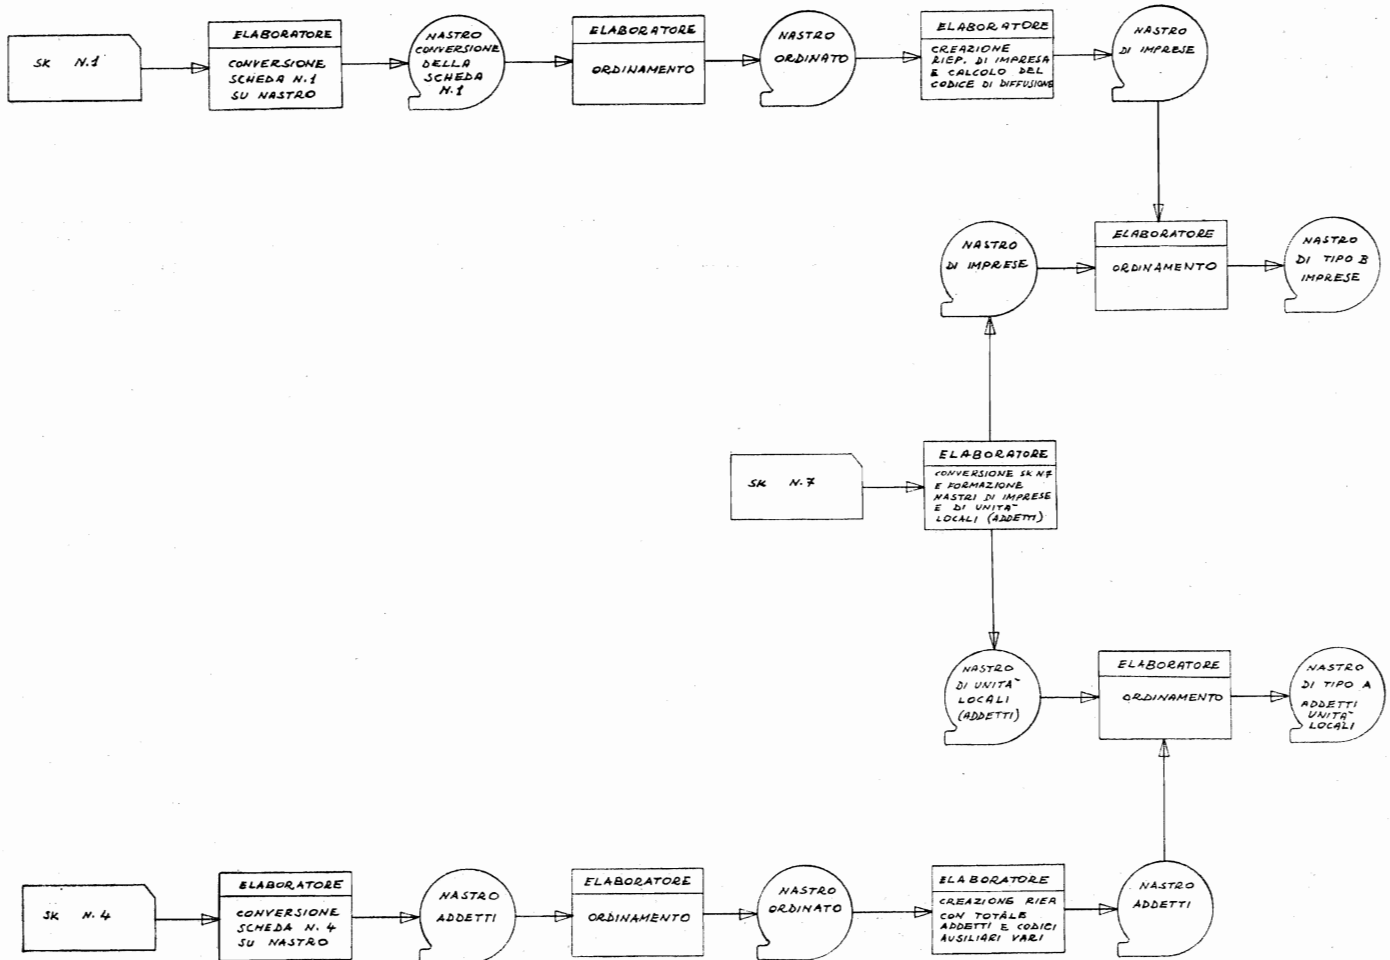 SK N.1
ELABORATORE
CONVERSIONE
SCHEDA N.1
SU NASTRO
NASTRO
CONVERSIONE
DELLA
SCHEDA
N.1
ELABORATORE
ORDINAMENTO
NASTRO
ORDINATO
ELABORATORE
CREAZIONE
RIEP. DI IMPRESA
E CALCOLO DEL
CODICE DI DIFFUSIONE
NASTRO
DI IMPRESE
NASTRO
DI IMPRESE
ELABORATORE
ORDINAMENTO
NASTRO
DI TIPO B
IMPRESE
SK N.7
ELABORATORE
CONVERSIONE SK N7
E FORMAZIONE
NASTRI DI IMPRESE
E DI UNITA`
LOCALI (ADDETTI)
NASTRO
DI UNITA`
LOCALI
(ADDETTI)
ELABORATORE
ORDINAMENTO
NASTRO
DI TIPO A
ADDETTI
UNITA`
LOCALI
SK N.4
ELABORATORE
CONVERSIONE
SCHEDA N.4
SU NASTRO
NASTRO
ADDETTI
ELABORATORE
ORDINAMENTO
NASTRO
ORDINATO
ELABORATORE
CREAZIONE RIEP
CON TOTALE
ADDETTI E CODICI
AUSILIARI VARI
NASTRO
ADDETTI